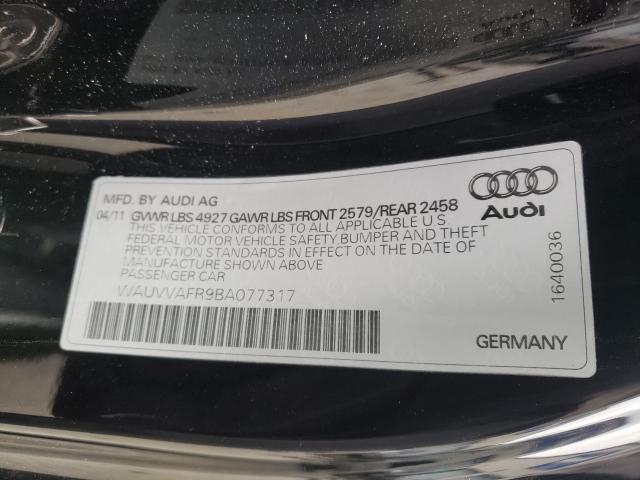 MFD. BY AUDI AG
04/11 GVWR LBS 4927 GAWR LBS FRONT 2579/REAR 2458
THIS VEHICLE CONFORMS TO ALL APPLICABLE U.S.
FEDERAL MOTOR VEHICLE SAFETY,BUMPER AND THEFT
PREVENTION STANDARDS IN EFFECT ON THE DATE OF
MANUFACTURE SHOWN ABOVE
PASSENGER CAR
WAUVVAFR9BA077317
Audi
1640036
GERMANY